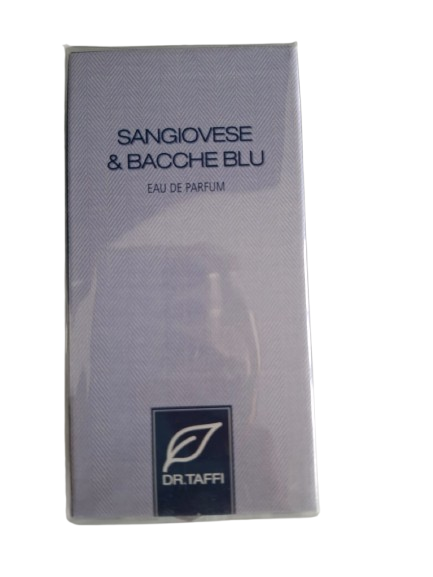 SANGIOVESE
& BACCHE BLU
EAU DE PARFUM
DR.TAFFI